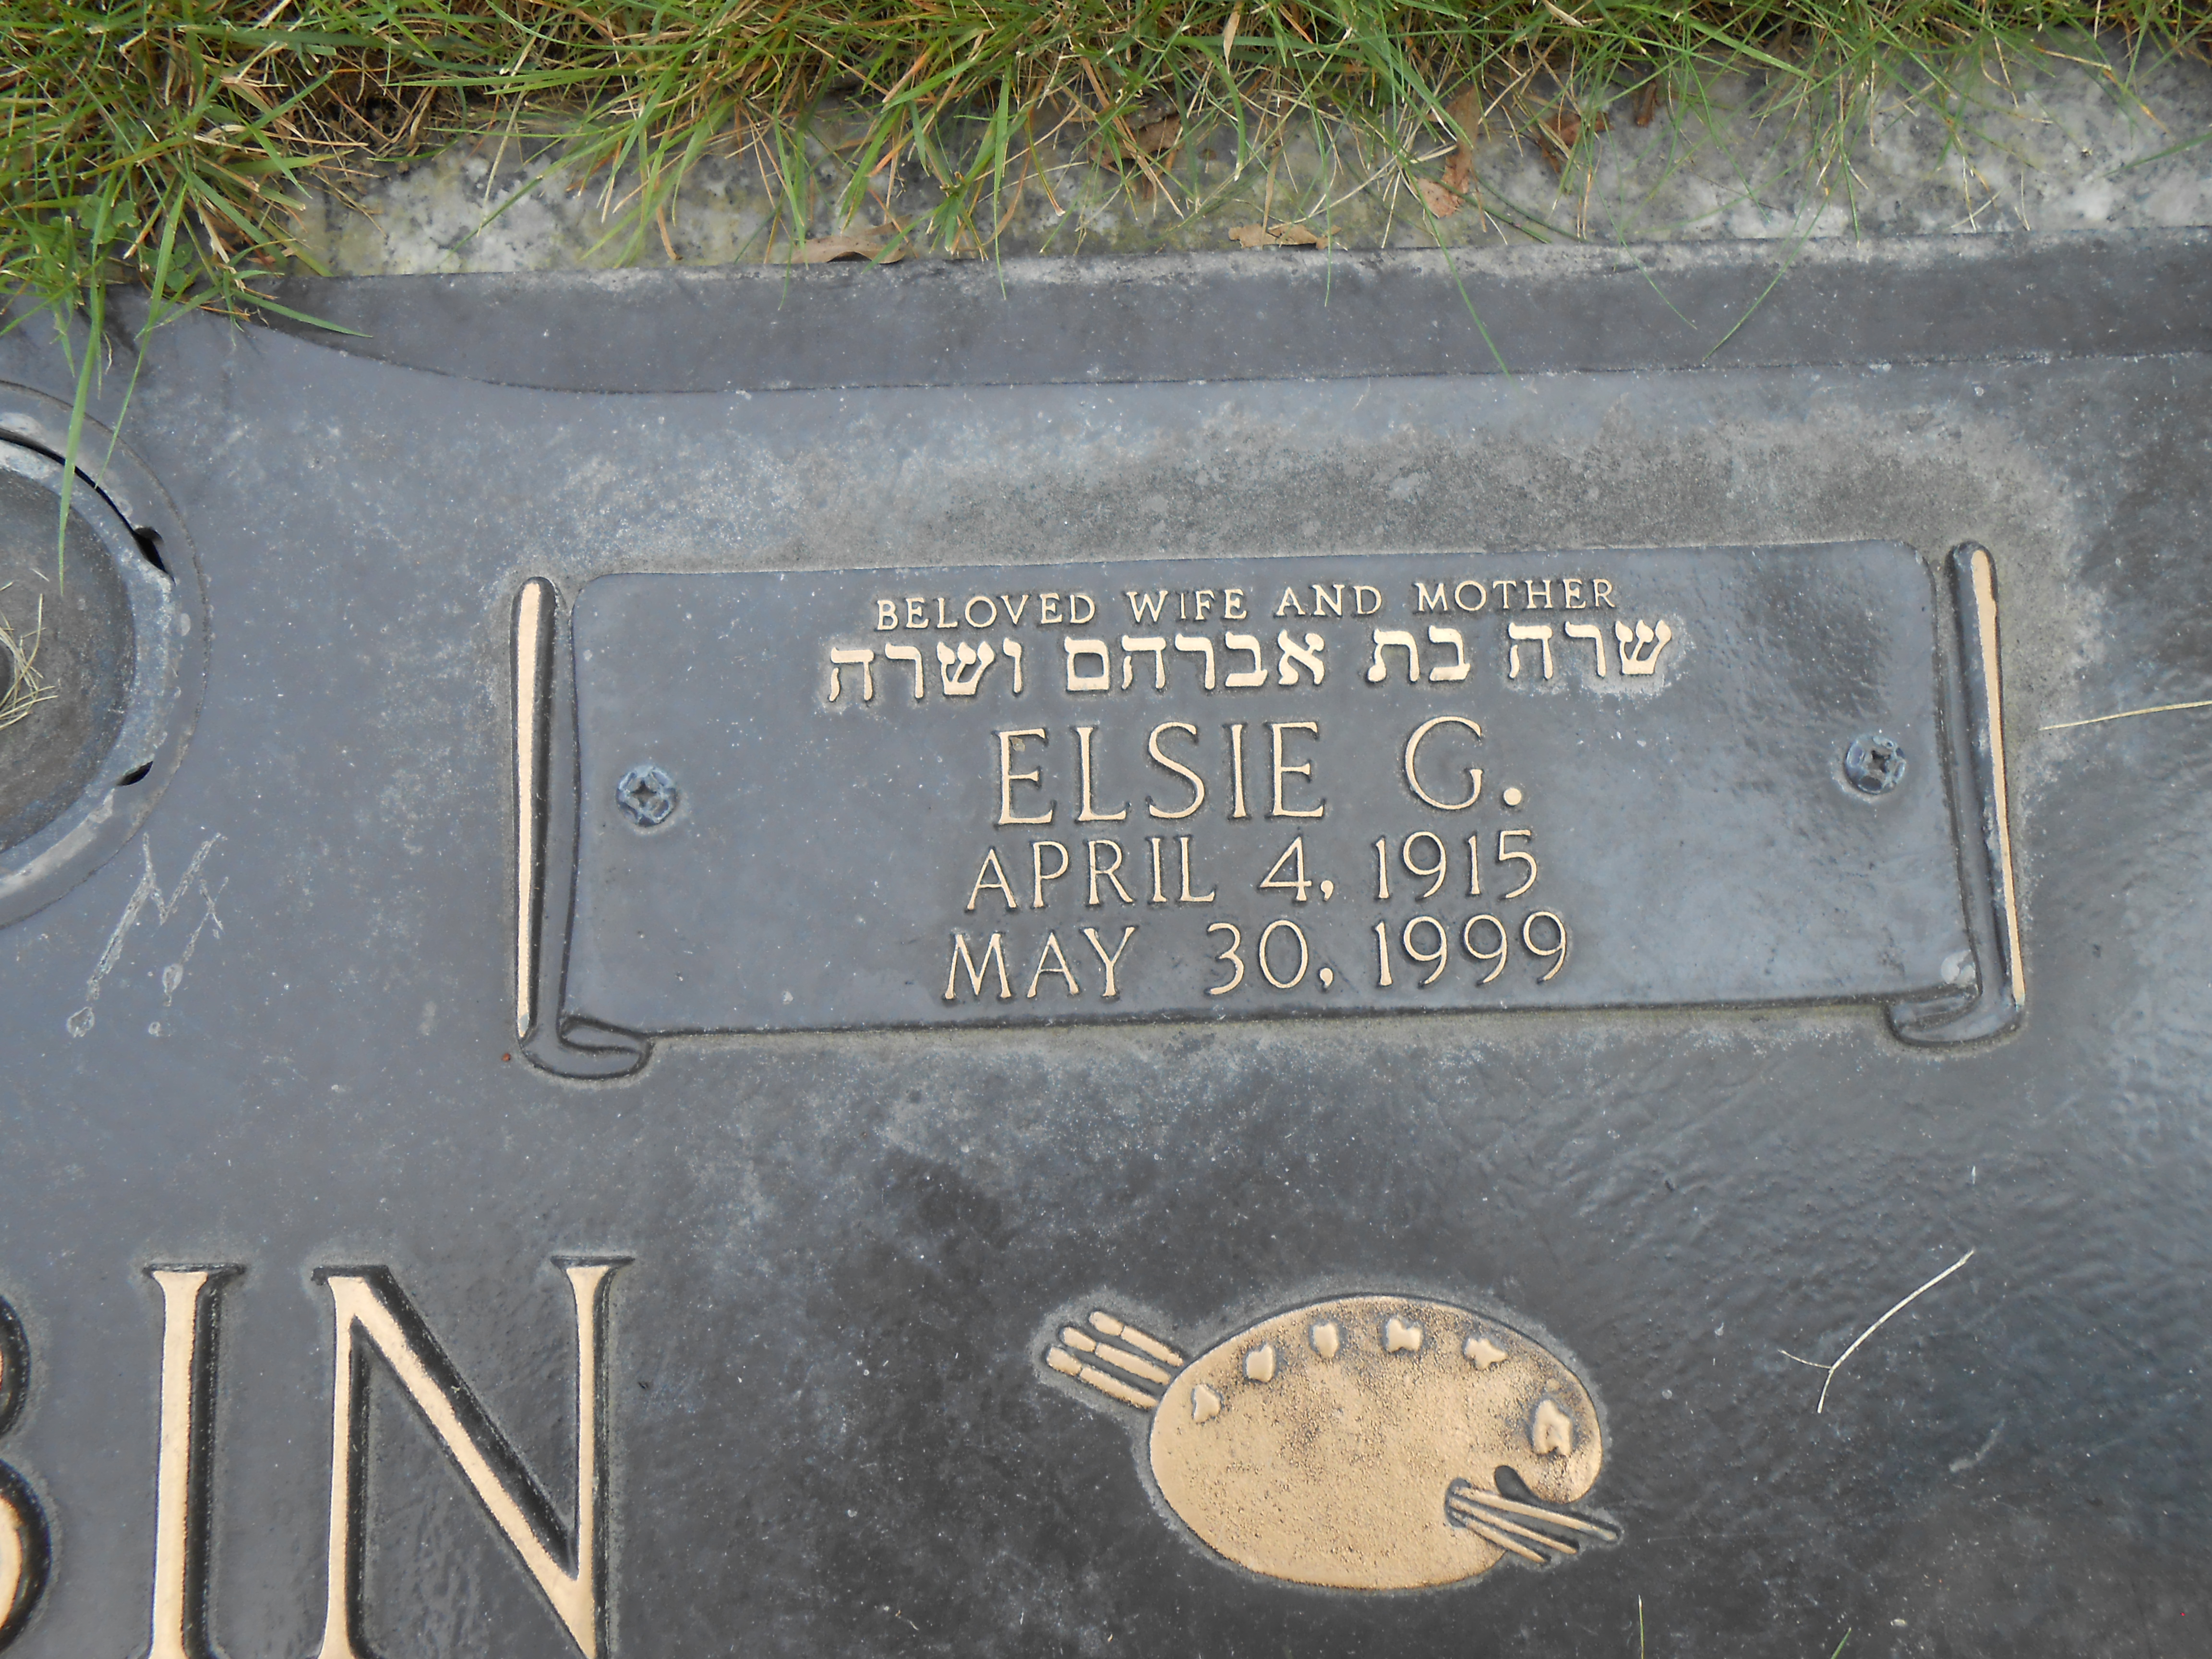 BELOVED WIFE AND MOTHER
שרה בת אברהם ושרה
ELSIE G.
APRIL 4, 1915
MAY 30, 1999
BIN